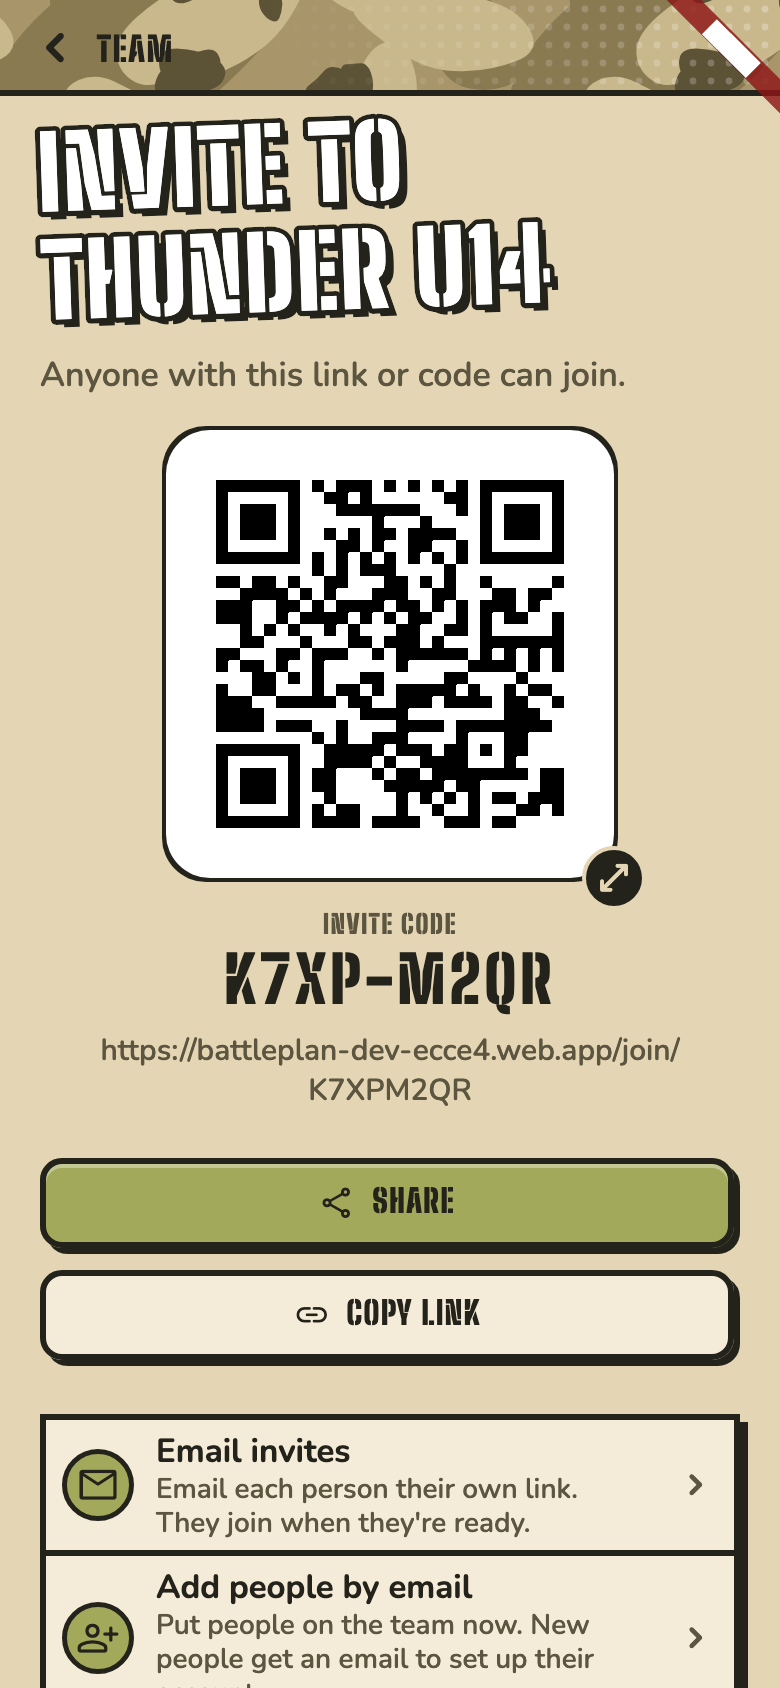 TEAM
INVITE TO
THUNDER U14
Anyone with this link or code can join.
INVITE CODE
K7XP-M2QR
https://battleplan-dev-ecce4.web.app/join/
K7XPM2QR
SHARE
COPY LINK
Email invites
Email each person their own link.
They join when they're ready.
Add people by email
Put people on the team now. New
people get an email to set up their